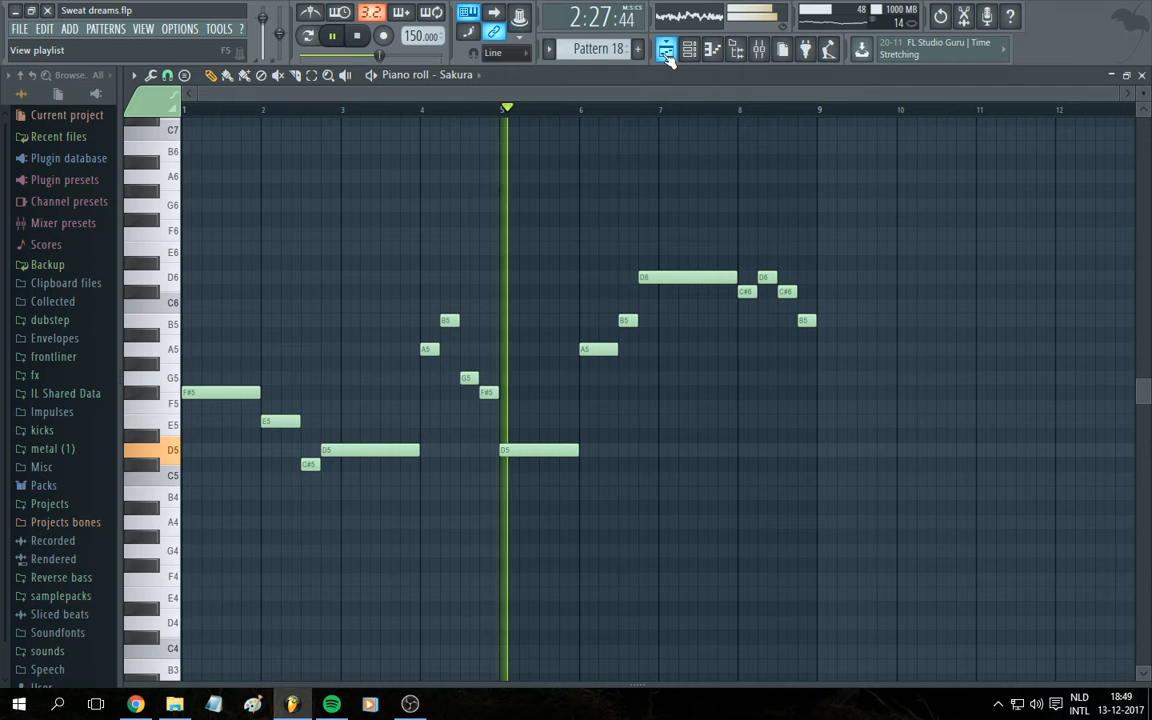 Sweat dreams.flp
FILE EDIT ADD PATTERNS VIEW OPTIONS TOOLS ?
View playlist F5
3.2.
150.000
2:27:44
M:S:CS
Line
Pattern 18
48
1000 MB
14
20-11 FL Studio Guru | Time
Stretching
Browse.. All
Piano roll - Sakura
Current project
Recent files
Plugin database
Plugin presets
Channel presets
Mixer presets
Scores
Backup
Clipboard files
Collected
dubstep
Envelopes
frontliner
fx
IL Shared Data
Impulses
kicks
metal (1)
Misc
Packs
Projects
Projects bones
Recorded
Rendered
Reverse bass
samplepacks
Sliced beats
Soundfonts
sounds
Speech
User
1 2 3 4 5 6 7 8 9 10 11 12
C7
B6
A6
G6
F6
E6
D6
C6
B5
A5
G5
F5
E5
D5
C5
B4
A4
G4
F4
E4
D4
C4
B3
D6 D6
C#6 C#6
B5 B5 B5
A5 A5
G5
F#5 F#5
E5
D5 D5
C#5
NLD
INTL
18:49
13-12-2017